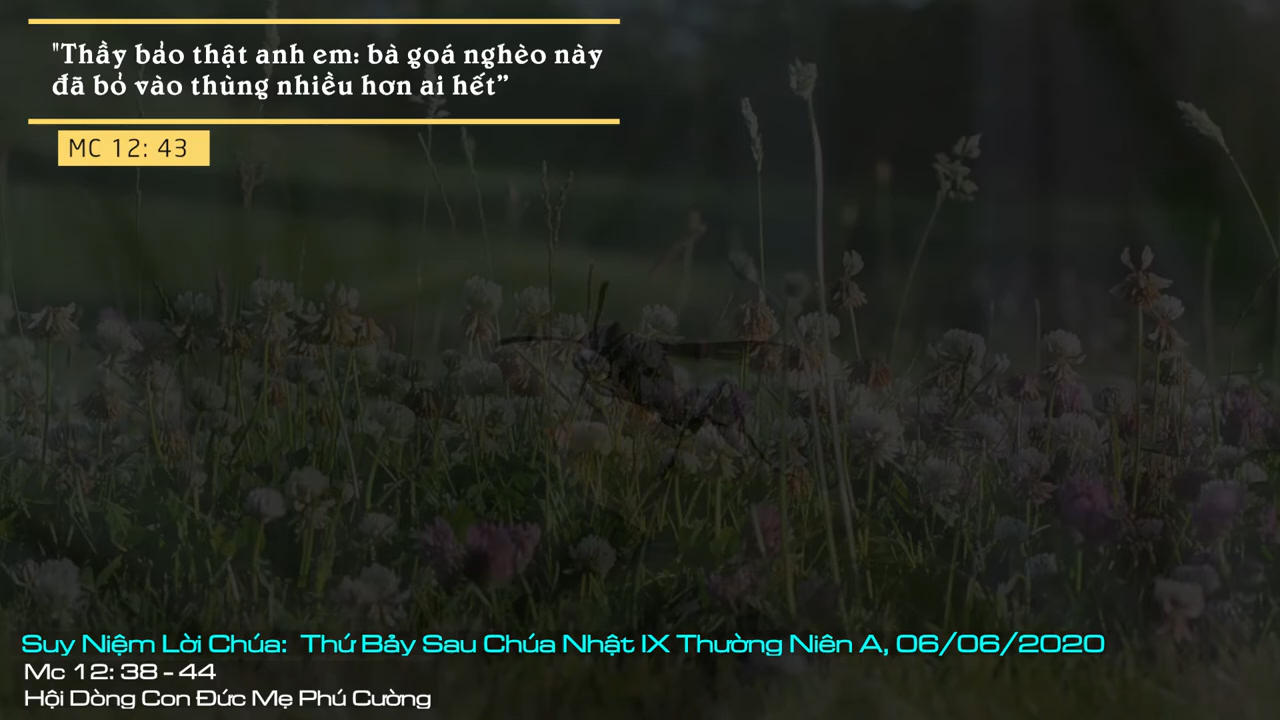 "Thầy bảo thật anh em: bà goá nghèo này
đã bỏ vào thùng nhiều hơn ai hết”
MC 12: 43
Suy Niệm Lời Chúa: Thứ Bảy Sau Chúa Nhật IX Thường Niên A, 06/06/2020
Mc 12: 38 - 44
Hội Dòng Con Đức Mẹ Phú Cường